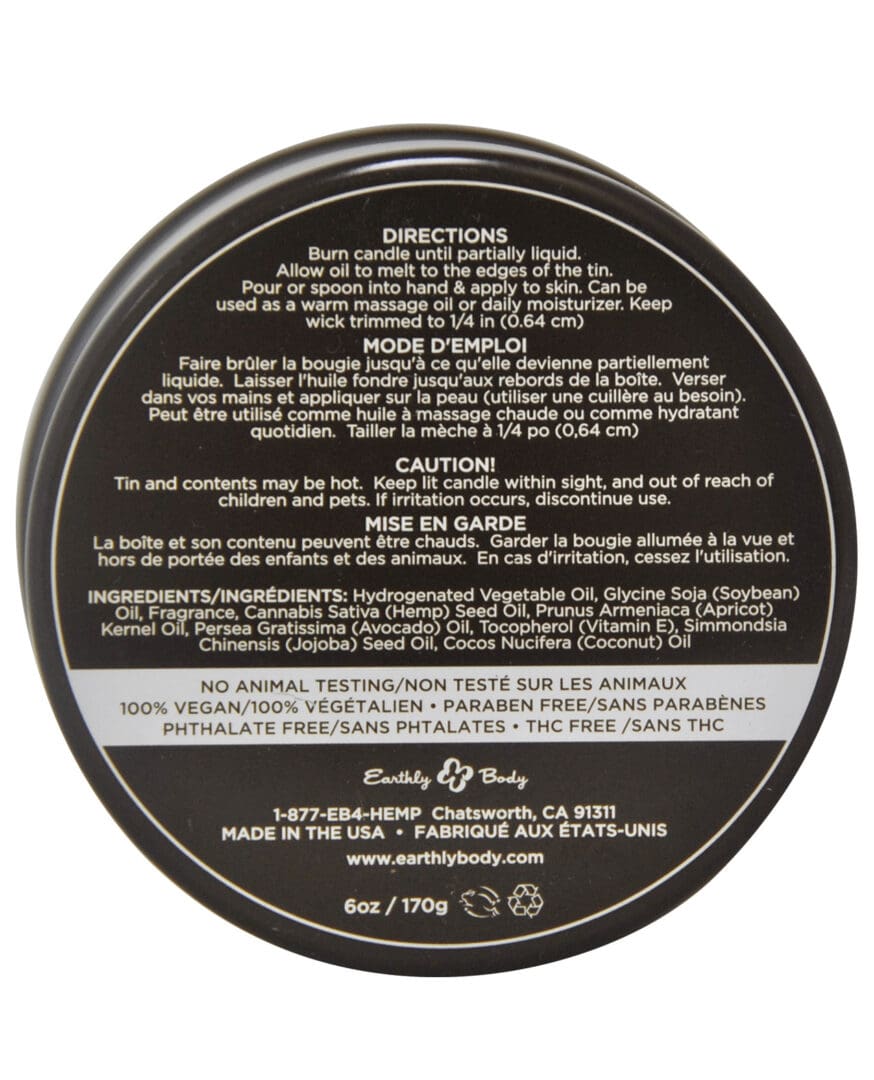 DIRECTIONS
Burn candle until partially liquid.
Allow oil to melt to the edges of the tin.
Pour or spoon into hand & apply to skin. Can be
used as a warm massage oil or daily moisturizer. Keep
wick trimmed to 1/4 in (0.64 cm)
MODE D'EMPLOI
Faire brûler la bougie jusqu'à ce qu'elle devienne partiellement
liquide. Laisser l'huile fondre jusqu'aux rebords de la boîte. Verser
dans vos mains et appliquer sur la peau (utiliser une cuillère au besoin).
Peut être utilisé comme huile à massage chaude ou comme hydratant
quotidien. Tailler la mèche à 1/4 po (0,64 cm)
CAUTION!
Tin and contents may be hot. Keep lit candle within sight, and out of reach of
children and pets. If irritation occurs, discontinue use.
MISE EN GARDE
La boîte et son contenu peuvent être chauds. Garder la bougie allumée à la vue et
hors de portée des enfants et des animaux. En cas d'irritation, cessez l'utilisation.
INGREDIENTS/INGRÉDIENTS: Hydrogenated Vegetable Oil, Glycine Soja (Soybean)
Oil, Fragrance, Cannabis Sativa (Hemp) Seed Oil, Prunus Armeniaca (Apricot)
Kernel Oil, Persea Gratissima (Avocado) Oil, Tocopherol (Vitamin E), Simmondsia
Chinensis (Jojoba) Seed Oil, Cocos Nucifera (Coconut) Oil
NO ANIMAL TESTING/NON TESTÉ SUR LES ANIMAUX
100% VEGAN/100% VÉGÉTALIEN • PARABEN FREE/SANS PARABÈNES
PHTHALATE FREE/SANS PHTALATES • THC FREE /SANS THC
Earthly Body
1-877-EB4-HEMP Chatsworth, CA 91311
MADE IN THE USA • FABRIQUÉ AUX ÉTATS-UNIS
www.earthlybody.com
6oz / 170g